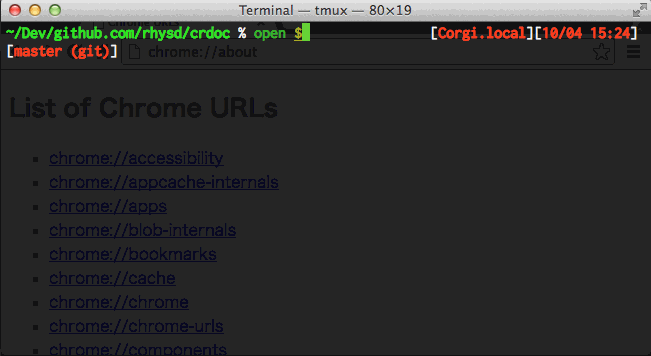 Terminal — tmux — 80×19
~/Dev/github.com/rhysd/crdoc % open $ [Corgi.local][10/04 15:24]
[master (git)] chrome://about
List of Chrome URLs
chrome://accessibility
chrome://appcache-internals
chrome://apps
chrome://blob-internals
chrome://bookmarks
chrome://cache
chrome://chrome
chrome://chrome-urls
chrome://components